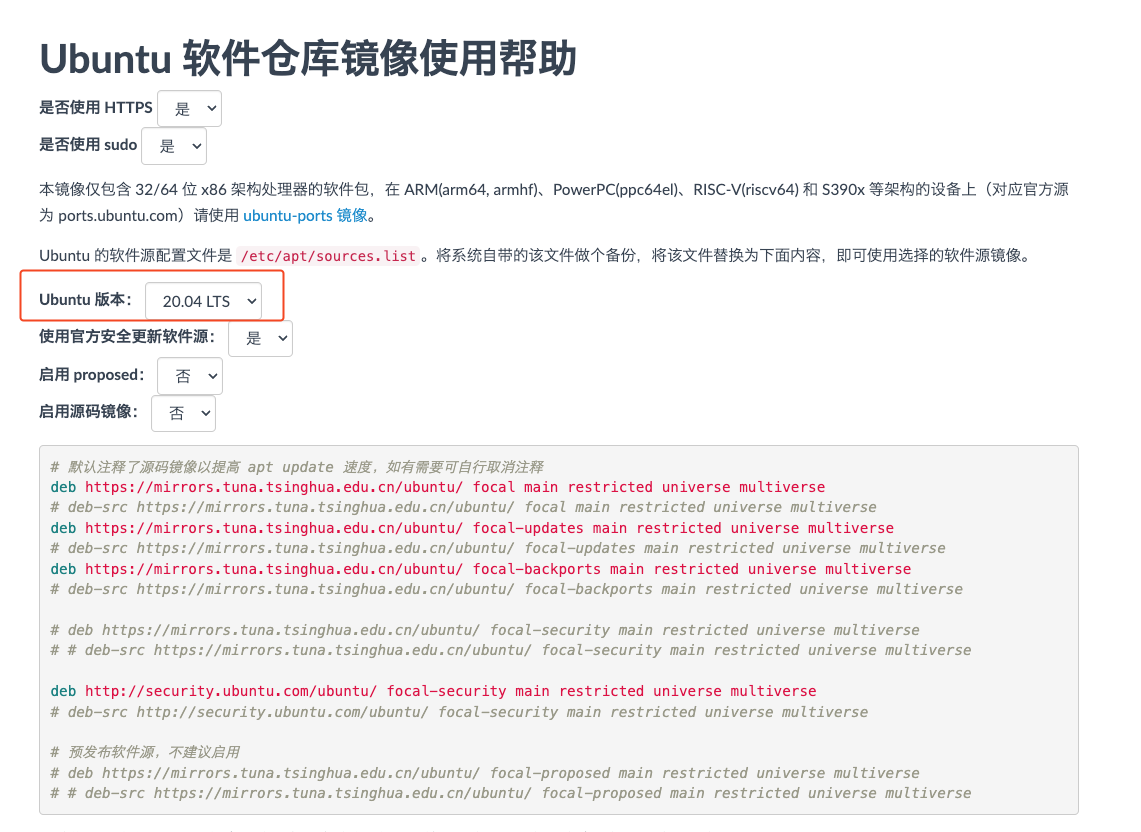 Ubuntu 软件仓库镜像使用帮助
是否使用 HTTPS 是
是否使用 sudo 是
本镜像仅包含 32/64 位 x86 架构处理器的软件包，在 ARM(arm64, armhf)、PowerPC(ppc64el)、RISC-V(riscv64) 和 S390x 等架构的设备上（对应官方源
为 ports.ubuntu.com）请使用 ubuntu-ports 镜像。
Ubuntu 的软件源配置文件是 /etc/apt/sources.list 。将系统自带的该文件做个备份，将该文件替换为下面内容，即可使用选择的软件源镜像。
Ubuntu 版本： 20.04 LTS
使用官方安全更新软件源： 是
启用 proposed： 否
启用源码镜像： 否
# 默认注释了源码镜像以提高 apt update 速度，如有需要可自行取消注释
deb https://mirrors.tuna.tsinghua.edu.cn/ubuntu/ focal main restricted universe multiverse
# deb-src https://mirrors.tuna.tsinghua.edu.cn/ubuntu/ focal main restricted universe multiverse
deb https://mirrors.tuna.tsinghua.edu.cn/ubuntu/ focal-updates main restricted universe multiverse
# deb-src https://mirrors.tuna.tsinghua.edu.cn/ubuntu/ focal-updates main restricted universe multiverse
deb https://mirrors.tuna.tsinghua.edu.cn/ubuntu/ focal-backports main restricted universe multiverse
# deb-src https://mirrors.tuna.tsinghua.edu.cn/ubuntu/ focal-backports main restricted universe multiverse
# deb https://mirrors.tuna.tsinghua.edu.cn/ubuntu/ focal-security main restricted universe multiverse
# # deb-src https://mirrors.tuna.tsinghua.edu.cn/ubuntu/ focal-security main restricted universe multiverse
deb http://security.ubuntu.com/ubuntu/ focal-security main restricted universe multiverse
# deb-src http://security.ubuntu.com/ubuntu/ focal-security main restricted universe multiverse
# 预发布软件源，不建议启用
# deb https://mirrors.tuna.tsinghua.edu.cn/ubuntu/ focal-proposed main restricted universe multiverse
# # deb-src https://mirrors.tuna.tsinghua.edu.cn/ubuntu/ focal-proposed main restricted universe multiverse